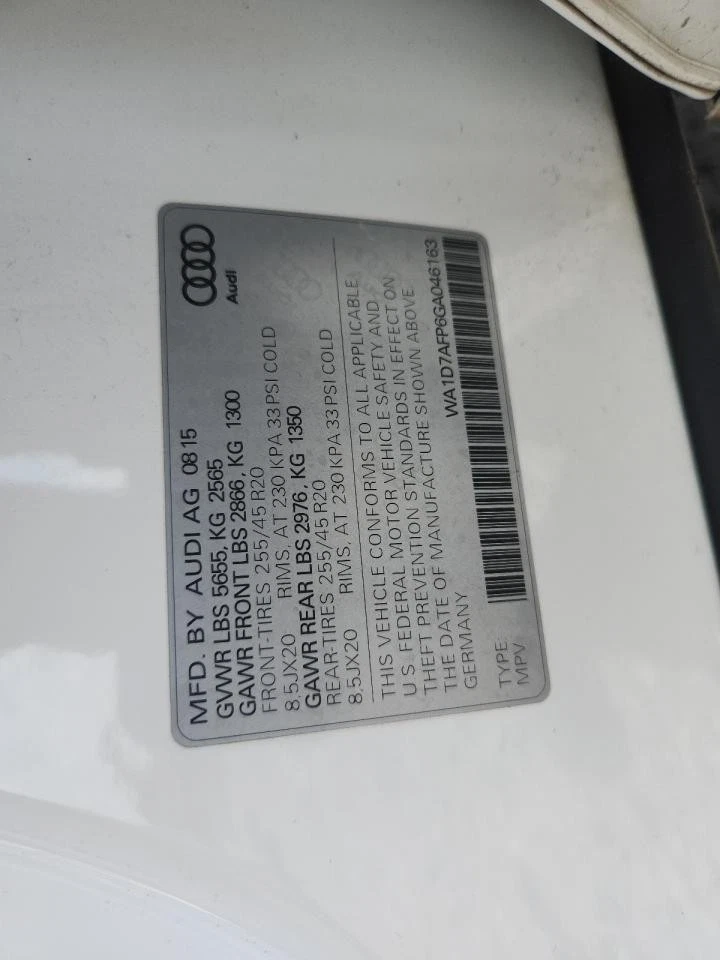 Audi
MFD. BY AUDI AG 0815
GVWR LBS 5655, KG 2565
GAWR FRONT LBS 2866, KG 1300
FRONT-TIRES 255/45 R20
8.5JX20 RIMS, AT 230 KPA 33 PSI COLD
GAWR REAR LBS 2976, KG 1350
REAR-TIRES 255/45 R20
8.5JX20 RIMS, AT 230 KPA 33 PSI COLD
THIS VEHICLE CONFORMS TO ALL APPLICABLE
U.S. FEDERAL MOTOR VEHICLE SAFETY AND
THEFT PREVENTION STANDARDS IN EFFECT ON
THE DATE OF MANUFACTURE SHOWN ABOVE.
GERMANY WA1D7AFP6GA046163
TYPE:
MPV